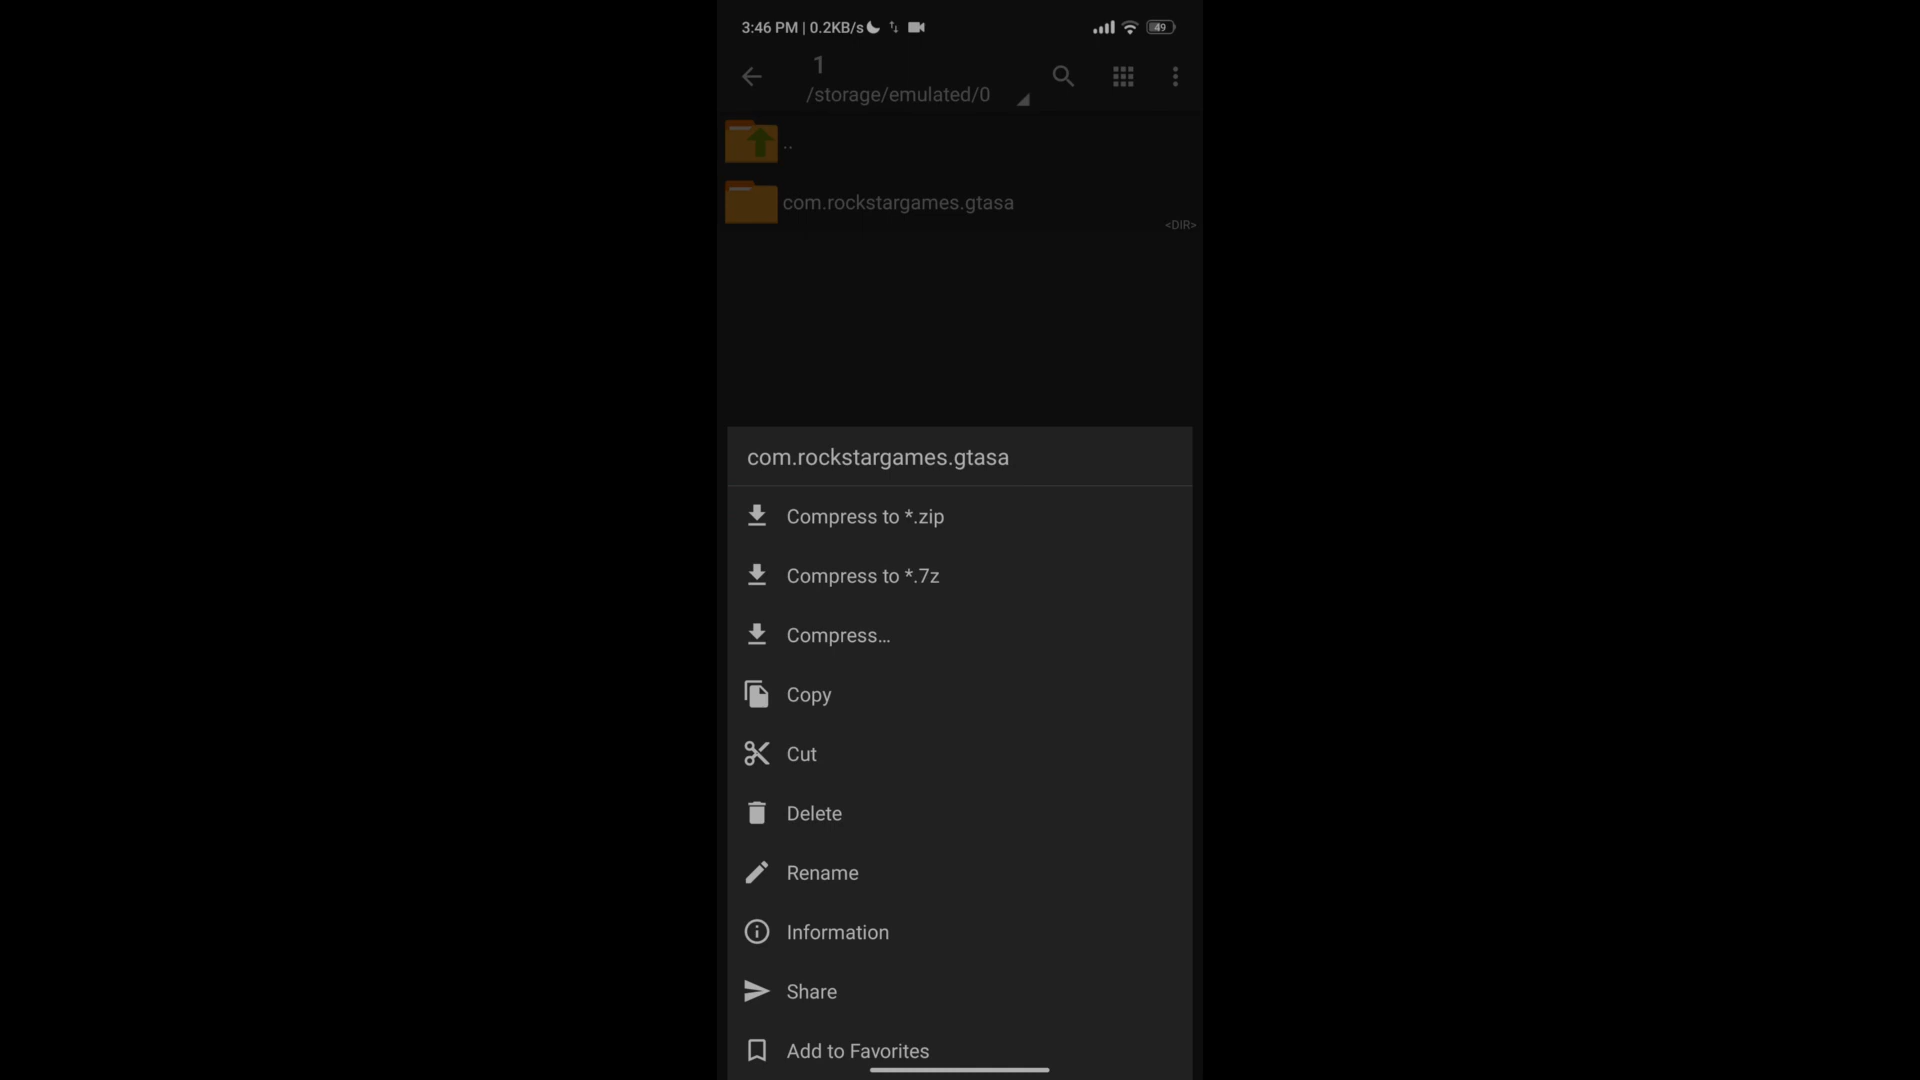 3:46 PM | 0.2KB/s
49
1
/storage/emulated/0
..
com.rockstargames.gtasa
<DIR>
com.rockstargames.gtasa
Compress to *.zip
Compress to *.7z
Compress...
Copy
Cut
Delete
Rename
Information
Share
Add to Favorites